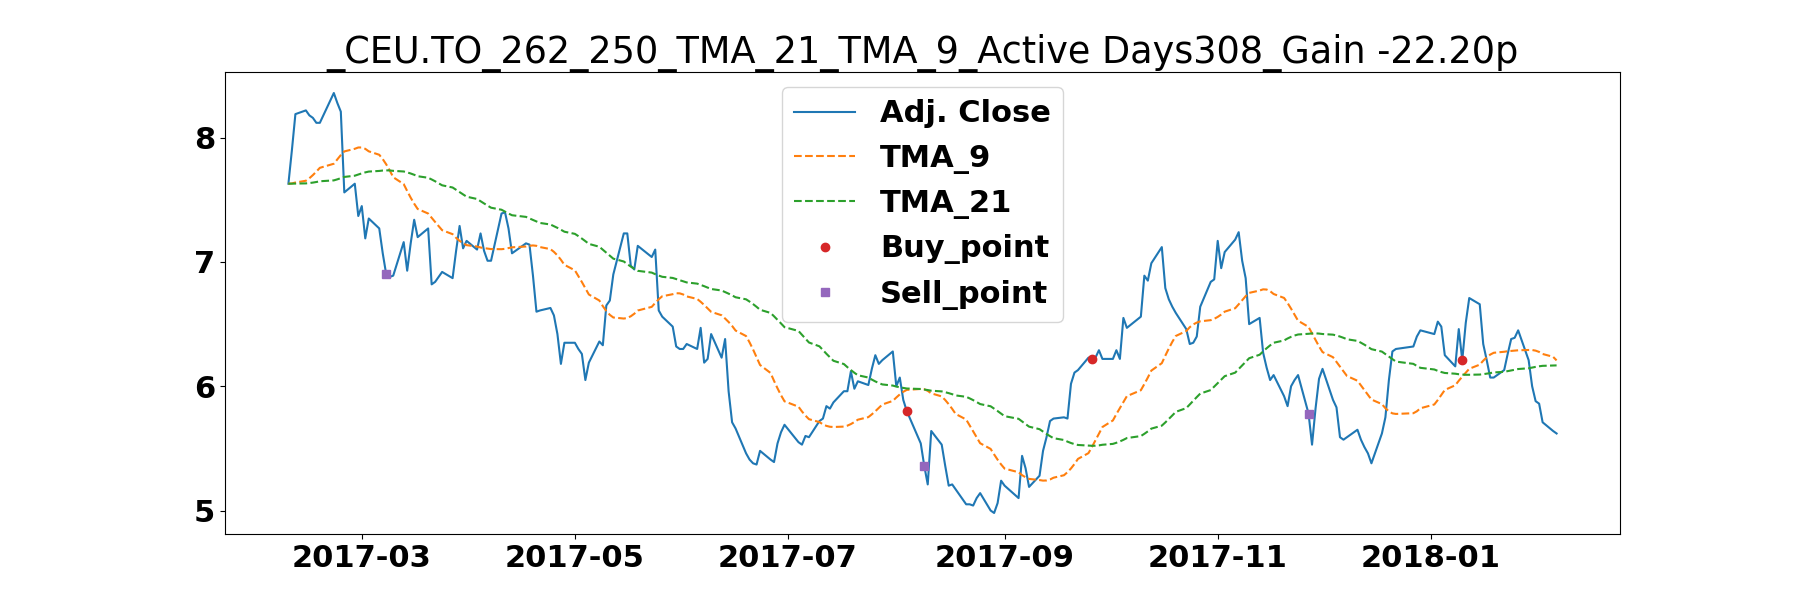 _CEU.TO_262_250_TMA_21_TMA_9_Active Days308_Gain -22.20p
Adj. Close
TMA_9
TMA_21
Buy_point
Sell_point
8
7
6
5
2017-03 2017-05 2017-07 2017-09 2017-11 2018-01